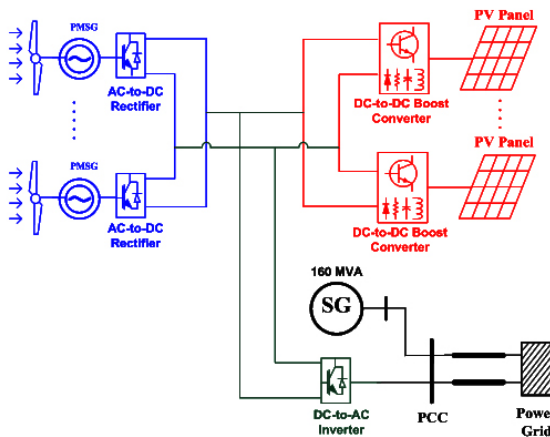 PMSG
AC-to-DC
Rectifier
PMSG
AC-to-DC
Rectifier
PV Panel
DC-to-DC Boost
Converter
PV Panel
DC-to-DC Boost
Converter
160 MVA
SG
DC-to-AC
Inverter
PCC
Power
Grid